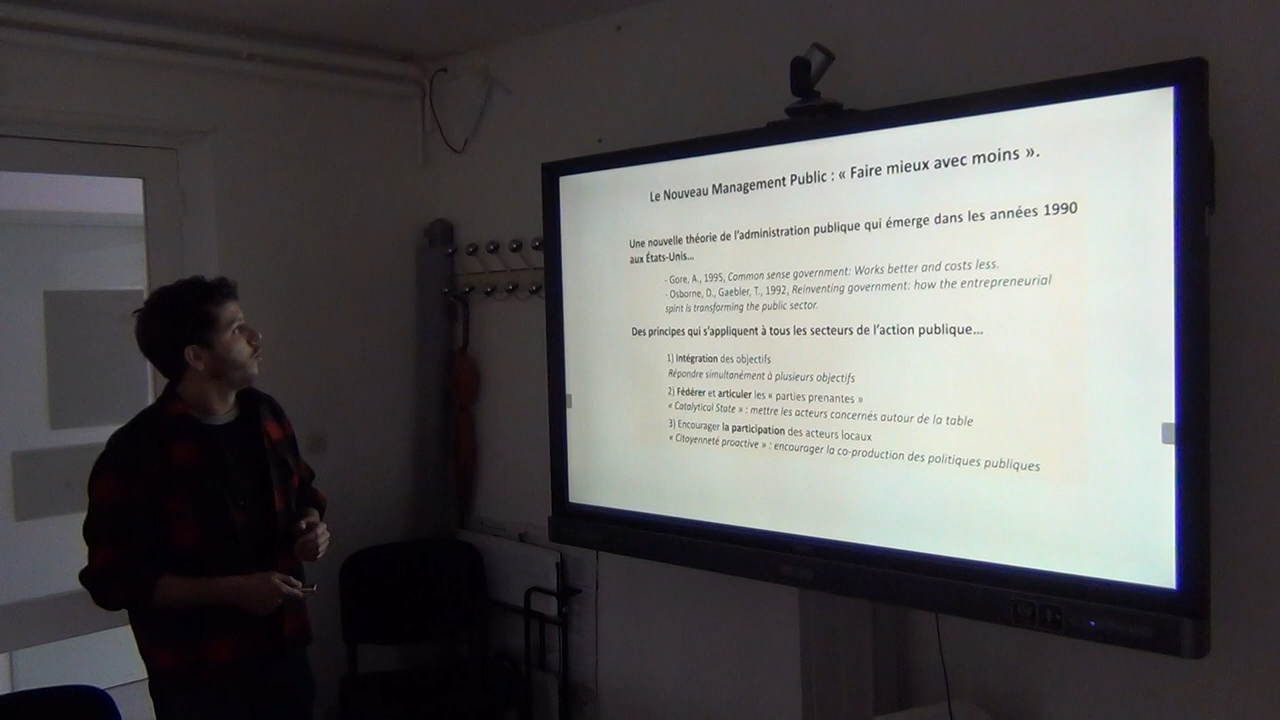 Le Nouveau Management Public : « Faire mieux avec moins ».
Une nouvelle théorie de l'administration publique qui émerge dans les années 1990
aux États-Unis...
- Gore, A., 1995, Common sense government: Works better and costs less.
- Osborne, D., Gaebler, T., 1992, Reinventing government: how the entrepreneurial
spirit is transforming the public sector.
Des principes qui s'appliquent à tous les secteurs de l'action publique...
1) Intégration des objectifs
Répondre simultanément à plusieurs objectifs
2) Fédérer et articuler les « parties prenantes »
« Catalytical State » : mettre les acteurs concernés autour de la table
3) Encourager la participation des acteurs locaux
« Citoyenneté proactive » : encourager la co-production des politiques publiques